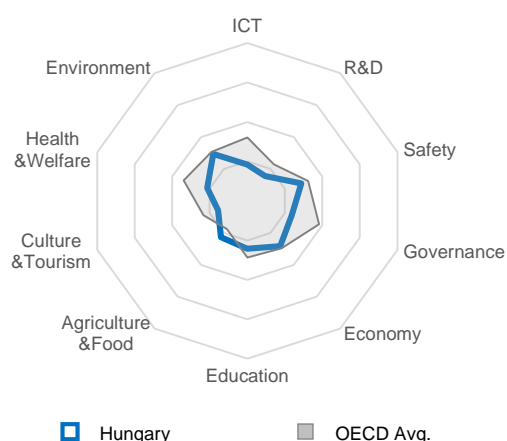 ICT
R&D
Safety
Governance
Economy
Education
Agriculture
&Food
Culture
&Tourism
Health
&Welfare
Environment
Hungary
OECD Avg.